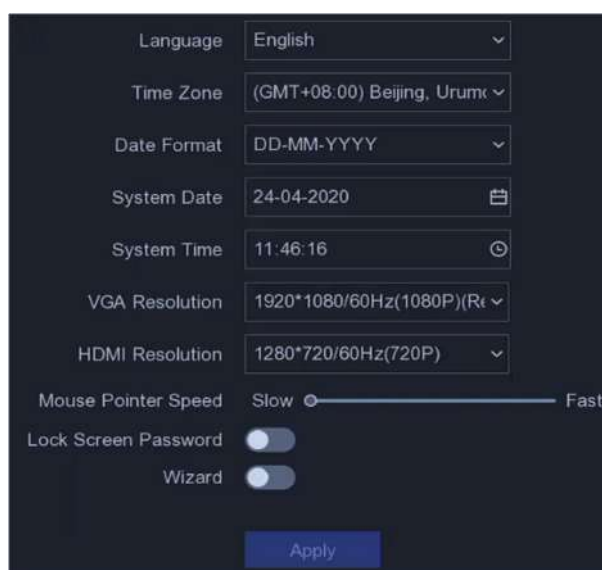 Language English
Time Zone (GMT+08:00) Beijing, Urum
Date Format DD-MM-YYYY
System Date 24-04-2020
System Time 11:46:16
VGA Resolution 1920*1080/60Hz(1080P)(Re
HDMI Resolution 1280*720/60Hz(720P)
Mouse Pointer Speed Slow Fast
Lock Screen Password
Wizard
Apply